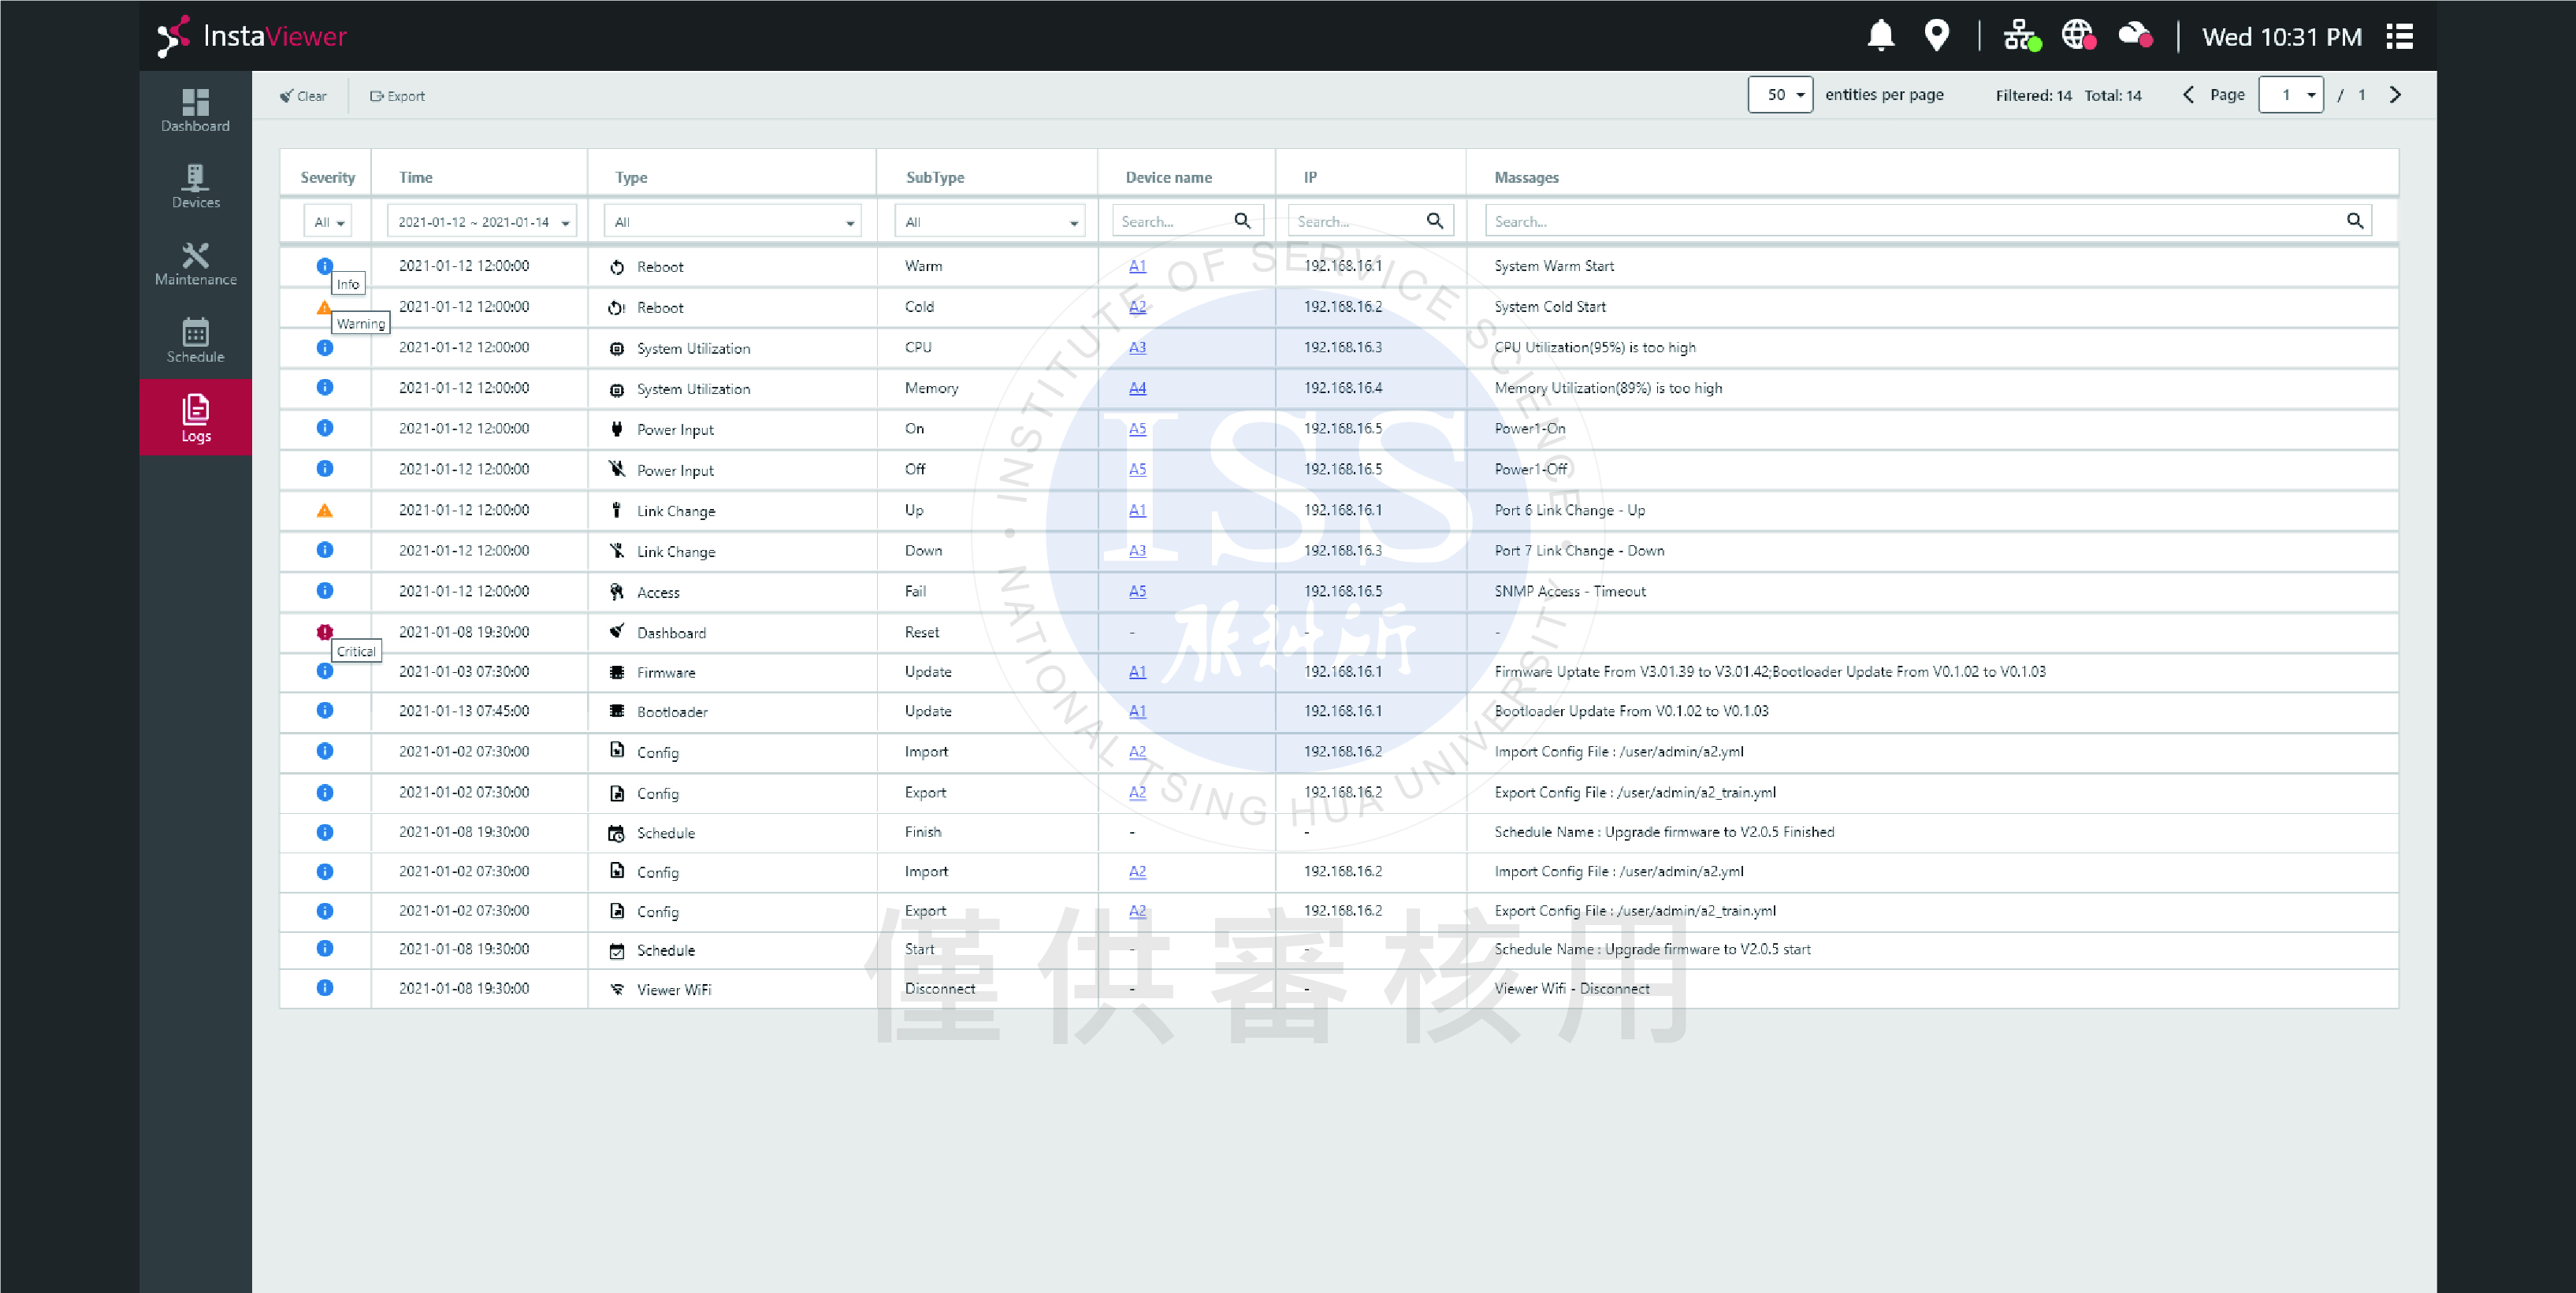 InstaViewer
Wed 10:31 PM
Dashboard
Devices
Maintenance
Schedule
Logs
Clear Export 50 entities per page Filtered: 14 Total: 14 Page 1 / 1
Severity Time Type SubType Device name IP Massages
All 2021-01-12 ~ 2021-01-14 All All Search... Search... Search...
2021-01-12 12:00:00 Reboot Warm A1 192.168.16.1 System Warm Start
Info
2021-01-12 12:00:00 Reboot Cold A2 192.168.16.2 System Cold Start
Warning
2021-01-12 12:00:00 System Utilization CPU A3 192.168.16.3 CPU Utilization(95%) is too high
2021-01-12 12:00:00 System Utilization Memory A4 192.168.16.4 Memory Utilization(89%) is too high
2021-01-12 12:00:00 Power Input On A5 192.168.16.5 Power1-On
2021-01-12 12:00:00 Power Input Off A5 192.168.16.5 Power1-Off
2021-01-12 12:00:00 Link Change Up A1 192.168.16.1 Port 6 Link Change - Up
2021-01-12 12:00:00 Link Change Down A3 192.168.16.3 Port 7 Link Change - Down
2021-01-12 12:00:00 Access Fail A5 192.168.16.5 SNMP Access - Timeout
2021-01-08 19:30:00 Dashboard Reset - - -
Critical
2021-01-03 07:30:00 Firmware Update A1 192.168.16.1 Firmware Uptate From V3.01.39 to V3.01.42;Bootloader Update From V0.1.02 to V0.1.03
2021-01-13 07:45:00 Bootloader Update A1 192.168.16.1 Bootloader Update From V0.1.02 to V0.1.03
2021-01-02 07:30:00 Config Import A2 192.168.16.2 Import Config File : /user/admin/a2.yml
2021-01-02 07:30:00 Config Export A2 192.168.16.2 Export Config File : /user/admin/a2_train.yml
2021-01-08 19:30:00 Schedule Finish - - Schedule Name : Upgrade firmware to V2.0.5 Finished
2021-01-02 07:30:00 Config Import A2 192.168.16.2 Import Config File : /user/admin/a2.yml
2021-01-02 07:30:00 Config Export A2 192.168.16.2 Export Config File : /user/admin/a2_train.yml
2021-01-08 19:30:00 Schedule Start - - Schedule Name : Upgrade firmware to V2.0.5 start
2021-01-08 19:30:00 Viewer WiFi Disconnect - - Viewer Wifi - Disconnect
INSTITUTE OF SERVICE SCIENCE
ISS
服科所
NATIONAL TSING HUA UNIVERSITY
僅供審核用